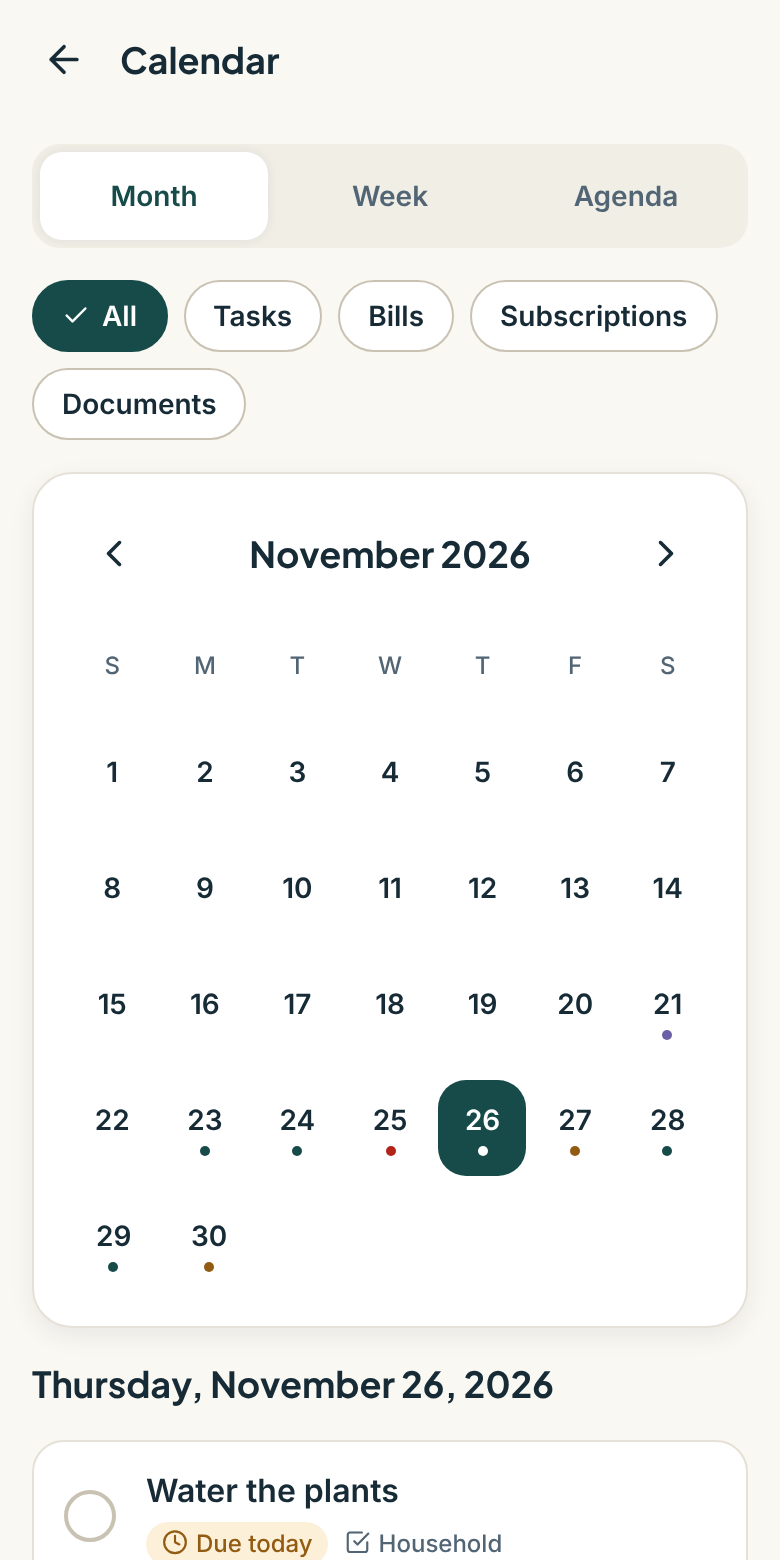 Calendar
Month Week Agenda
All Tasks Bills Subscriptions
Documents
November 2026
S M T W T F S
1 2 3 4 5 6 7
8 9 10 11 12 13 14
15 16 17 18 19 20 21
22 23 24 25 26 27 28
29 30
Thursday, November 26, 2026
Water the plants
Due today Household